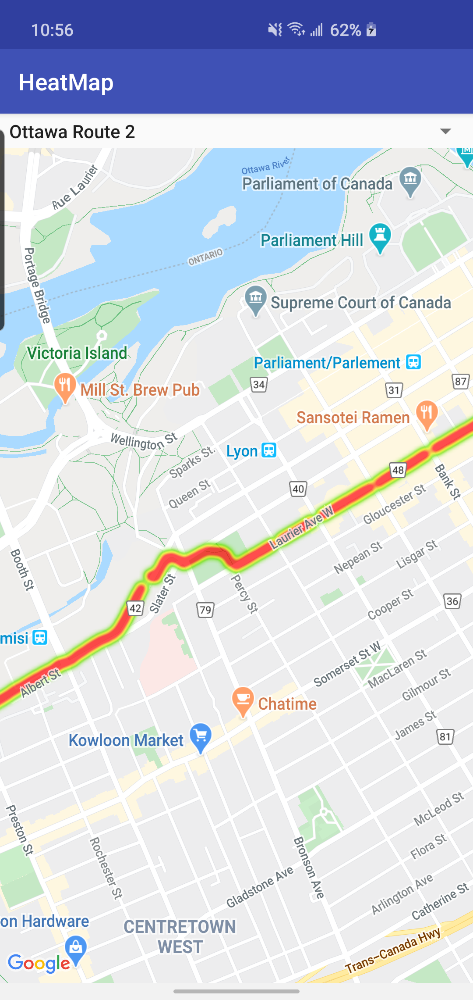 10:56
62%
HeatMap
Ottawa Route 2
Ottawa River
Rue Laurier
Parliament of Canada
Parliament Hill
ONTARIO
Portage Bridge
Supreme Court of Canada
Victoria Island
Parliament/Parlement
34
87
31
Mill St. Brew Pub
Sansotei Ramen
Wellington St
Sparks St.
Lyon
48
Bank St
Queen St
40
Gloucester St
Laurier Ave W
Nepean St
Lisgar St
Booth St
Slater St
Percy St
42
79
Cooper St
36
misi
Albert St
Somerset St W
MacLaren St
Gilmour St
Chatime
James St
Kowloon Market
81
McLeod St
Preston St
Rochester St
Bronson Ave
Flora St
Gladstone Ave
Arlington Ave
Catherine St
on Hardware
CENTRETOWN
WEST
Trans-Canada Hwy
Google